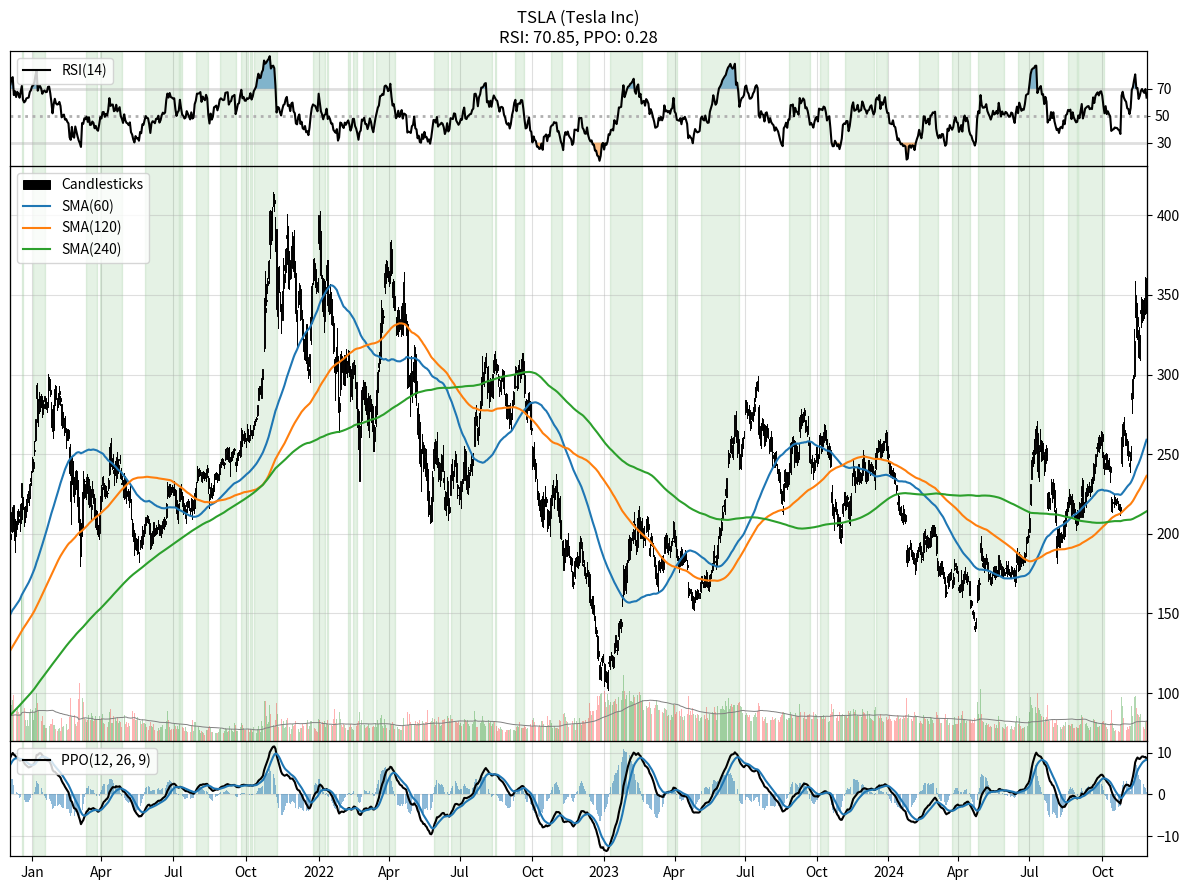 TSLA (Tesla Inc)
RSI: 70.85, PPO: 0.28
RSI(14)
70
50
30
Candlesticks
SMA(60)
SMA(120)
SMA(240)
400
350
300
250
200
150
100
PPO(12, 26, 9)
10
0
−10
Jan Apr Jul Oct 2022 Apr Jul Oct 2023 Apr Jul Oct 2024 Apr Jul Oct